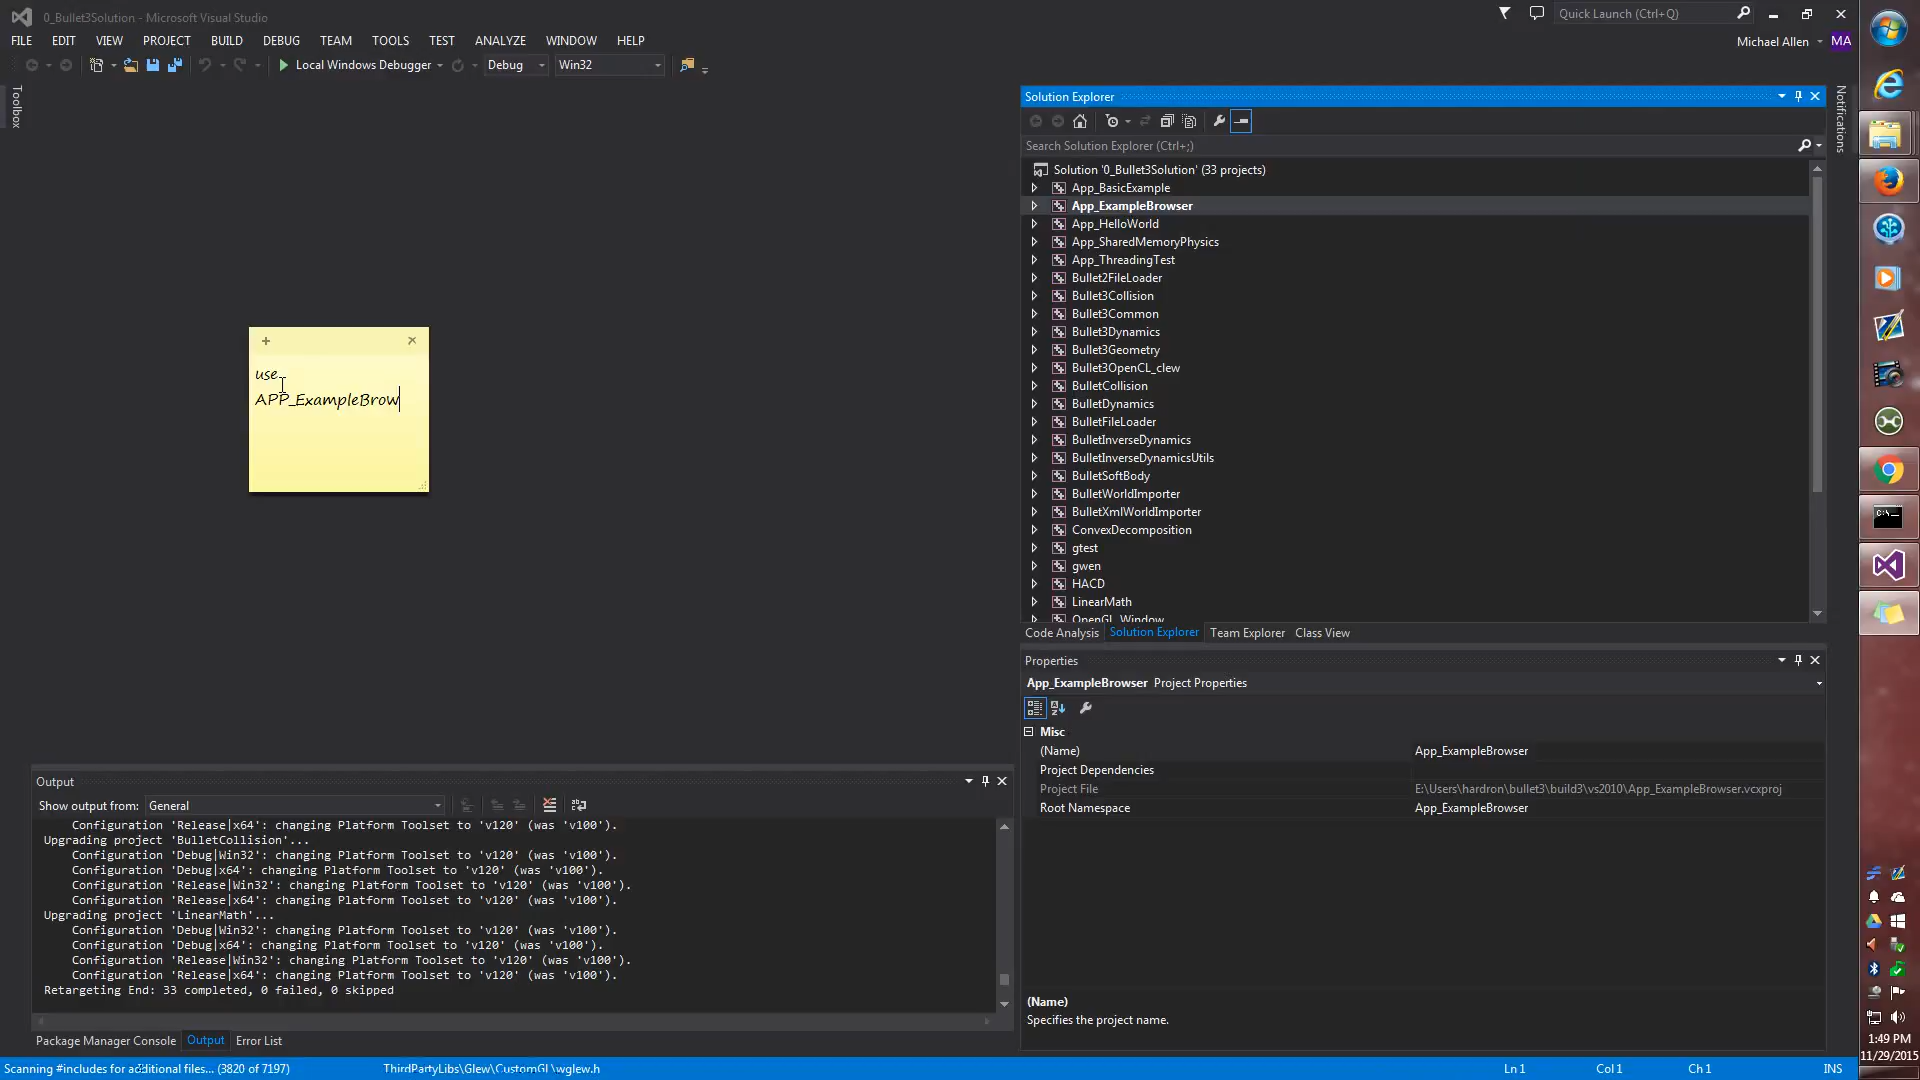 0_Bullet3Solution - Microsoft Visual Studio
Quick Launch (Ctrl+Q)
FILE EDIT VIEW PROJECT BUILD DEBUG TEAM TOOLS TEST ANALYZE WINDOW HELP
Michael Allen MA
Local Windows Debugger Debug Win32
Toolbox
Notifications
Solution Explorer
Search Solution Explorer (Ctrl+;)
Solution '0_Bullet3Solution' (33 projects)
App_BasicExample
App_ExampleBrowser
App_HelloWorld
App_SharedMemoryPhysics
App_ThreadingTest
Bullet2FileLoader
Bullet3Collision
Bullet3Common
Bullet3Dynamics
Bullet3Geometry
Bullet3OpenCL_clew
BulletCollision
BulletDynamics
BulletFileLoader
BulletInverseDynamics
BulletInverseDynamicsUtils
BulletSoftBody
BulletWorldImporter
BulletXmlWorldImporter
ConvexDecomposition
gtest
gwen
HACD
LinearMath
OpenGL_Window
Code Analysis Solution Explorer Team Explorer Class View
use
APP_ExampleBrow
Properties
App_ExampleBrowser Project Properties
Misc
(Name) App_ExampleBrowser
Project Dependencies
Project File E:\Users\hardron\bullet3\build3\vs2010\App_ExampleBrowser.vcxproj
Root Namespace App_ExampleBrowser
(Name)
Specifies the project name.
Output
Show output from: General
Configuration 'Release|x64': changing Platform Toolset to 'v120' (was 'v100').
Upgrading project 'BulletCollision'...
Configuration 'Debug|Win32': changing Platform Toolset to 'v120' (was 'v100').
Configuration 'Debug|x64': changing Platform Toolset to 'v120' (was 'v100').
Configuration 'Release|Win32': changing Platform Toolset to 'v120' (was 'v100').
Configuration 'Release|x64': changing Platform Toolset to 'v120' (was 'v100').
Upgrading project 'LinearMath'...
Configuration 'Debug|Win32': changing Platform Toolset to 'v120' (was 'v100').
Configuration 'Debug|x64': changing Platform Toolset to 'v120' (was 'v100').
Configuration 'Release|Win32': changing Platform Toolset to 'v120' (was 'v100').
Configuration 'Release|x64': changing Platform Toolset to 'v120' (was 'v100').
Retargeting End: 33 completed, 0 failed, 0 skipped
Package Manager Console Output Error List
Scanning #includes for additional files... (3820 of 7197) ThirdPartyLibs\Glew\CustomGL\wglew.h Ln 1 Col 1 Ch 1 INS
1:49 PM
11/29/2015